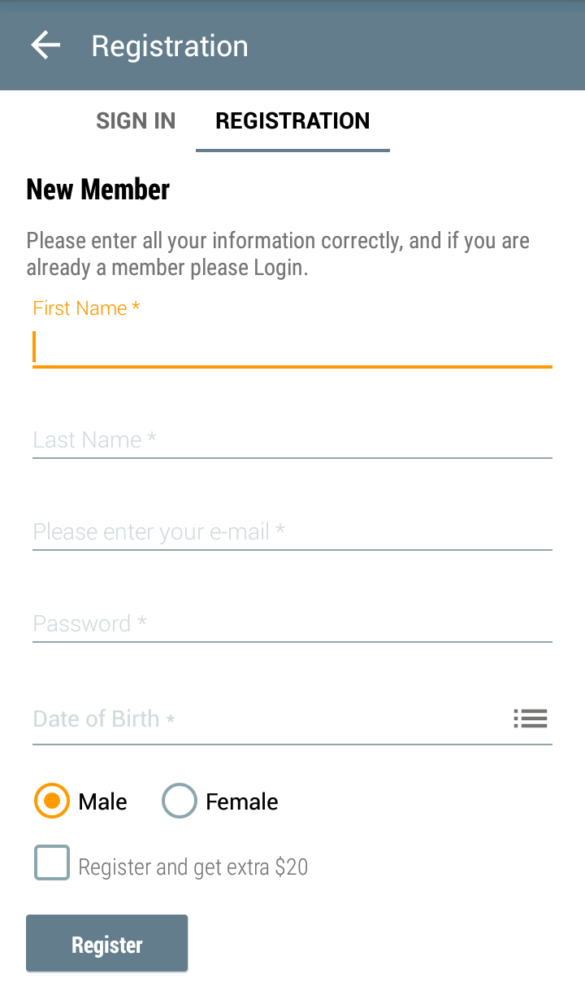 Registration
SIGN IN
REGISTRATION
New Member
Please enter all your information correctly, and if you are
already a member please Login.
First Name *
Last Name *
Please enter your e-mail *
Password *
Date of Birth *
Male
Female
Register and get extra $20
Register